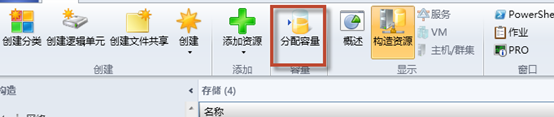 创建分类 创建逻辑单元 创建文件共享 创建
创建
添加资源
添加
分配容量
容量
概述 构造资源
服务
VM
主机/群集
显示
PowerShe
作业
PRO
窗口
构造
存储 (4)
名称